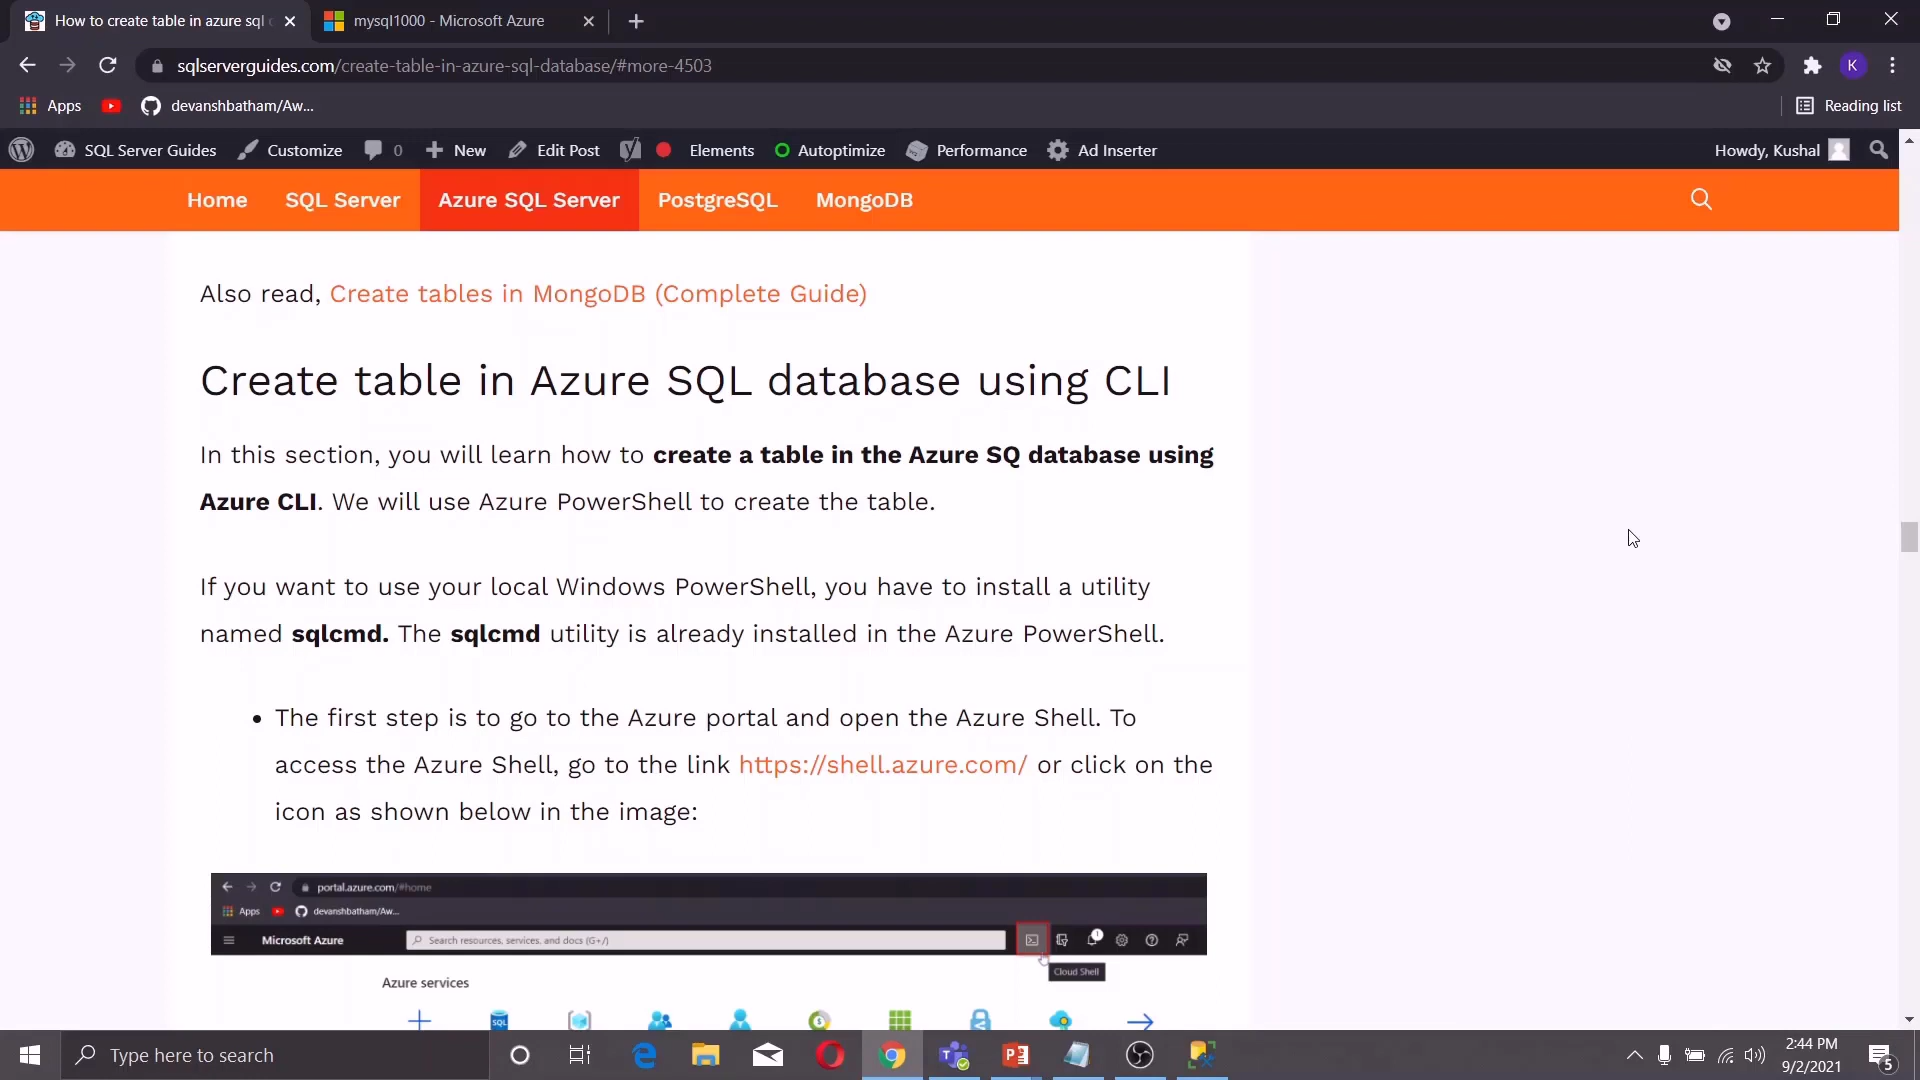 How to create table in azure sql
mysql1000 - Microsoft Azure
sqlserverguides.com/create-table-in-azure-sql-database/#more-4503
K
Apps
devanshbatham/Aw...
Reading list
SQL Server Guides
Customize
0
New
Edit Post
Elements
Autoptimize
Performance
Ad Inserter
Howdy, Kushal
Home
SQL Server
Azure SQL Server
PostgreSQL
MongoDB
Also read, Create tables in MongoDB (Complete Guide)
Create table in Azure SQL database using CLI
In this section, you will learn how to create a table in the Azure SQ database using
Azure CLI. We will use Azure PowerShell to create the table.
If you want to use your local Windows PowerShell, you have to install a utility
named sqlcmd. The sqlcmd utility is already installed in the Azure PowerShell.
• The first step is to go to the Azure portal and open the Azure Shell. To
access the Azure Shell, go to the link https://shell.azure.com/ or click on the
icon as shown below in the image:
portal.azure.com/#home
Apps
devanshbatham/Aw...
Microsoft Azure
Search resources, services, and docs (G+/)
1
Cloud Shell
Azure services
SQL
Type here to search
2:44 PM
9/2/2021
5